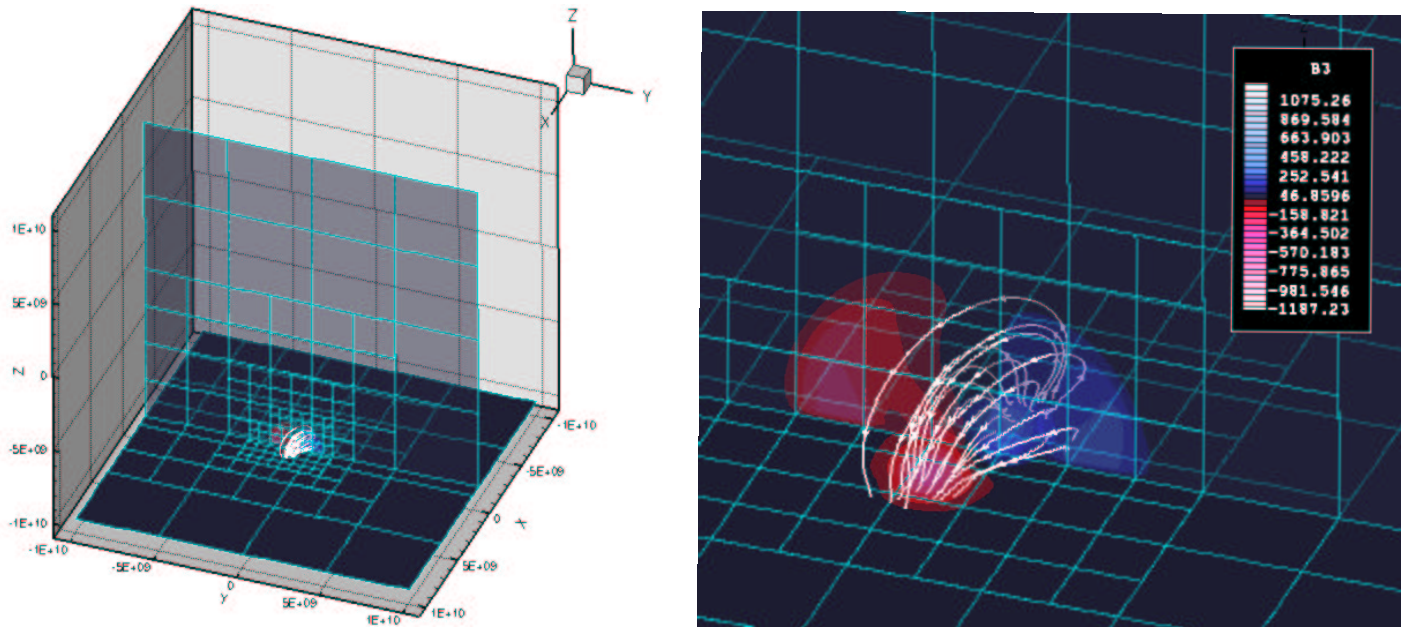 Z
Y
X
1E+10
5E+09
0
-5E+09
-1E+10
Z
-1E+10
-5E+09
0
5E+09
1E+10
y
-1E+10
-5E+09
0
5E+09
1E+10
X
B3
1075.26
869.584
663.903
458.222
252.541
46.8596
-158.821
-364.502
-570.183
-775.865
-981.546
-1187.23